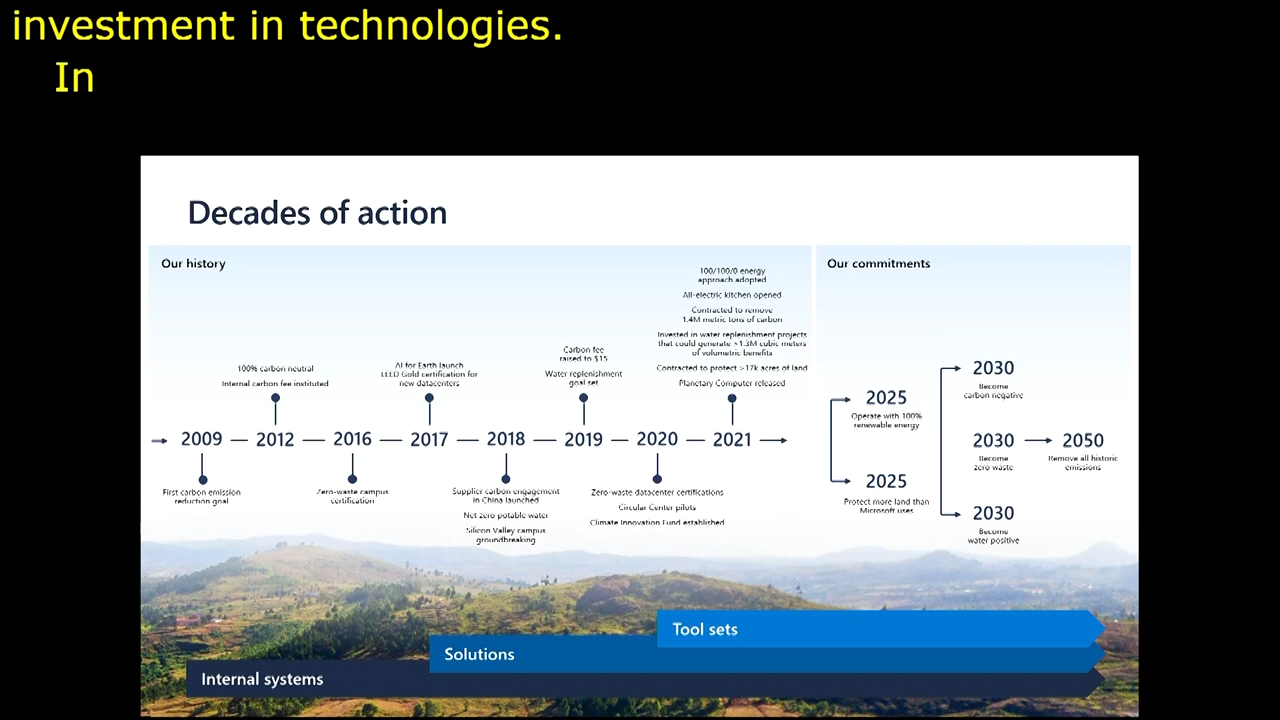 investment in technologies.
In
Decades of action
Our history
100% carbon neutral
Internal carbon fee instituted
AI for Earth launch
LEED Gold certification for
new datacenters
Carbon fee
raised to $15
Water replenishment
goal set
100/100/0 energy
approach adopted
All-electric kitchen opened
Contracted to remove
1.4M metric tons of carbon
Invested in water replenishment projects
that could generate >1.3M cubic meters
of volumetric benefits
Contracted to protect >17k acres of land
Planetary Computer released
2009
2012
2016
2017
2018
2019
2020
2021
First carbon emission
reduction goal
Zero-waste campus
certification
Supplier carbon engagement
in China launched
Net zero potable water
Silicon Valley campus
groundbreaking
Zero-waste datacenter certifications
Circular Center pilots
Climate Innovation Fund established
Our commitments
2025
Operate with 100%
renewable energy
2025
Protect more land than
Microsoft uses
2030
Become
carbon negative
2030
Become
zero waste
2050
Remove all historic
emissions
2030
Become
water positive
Tool sets
Solutions
Internal systems